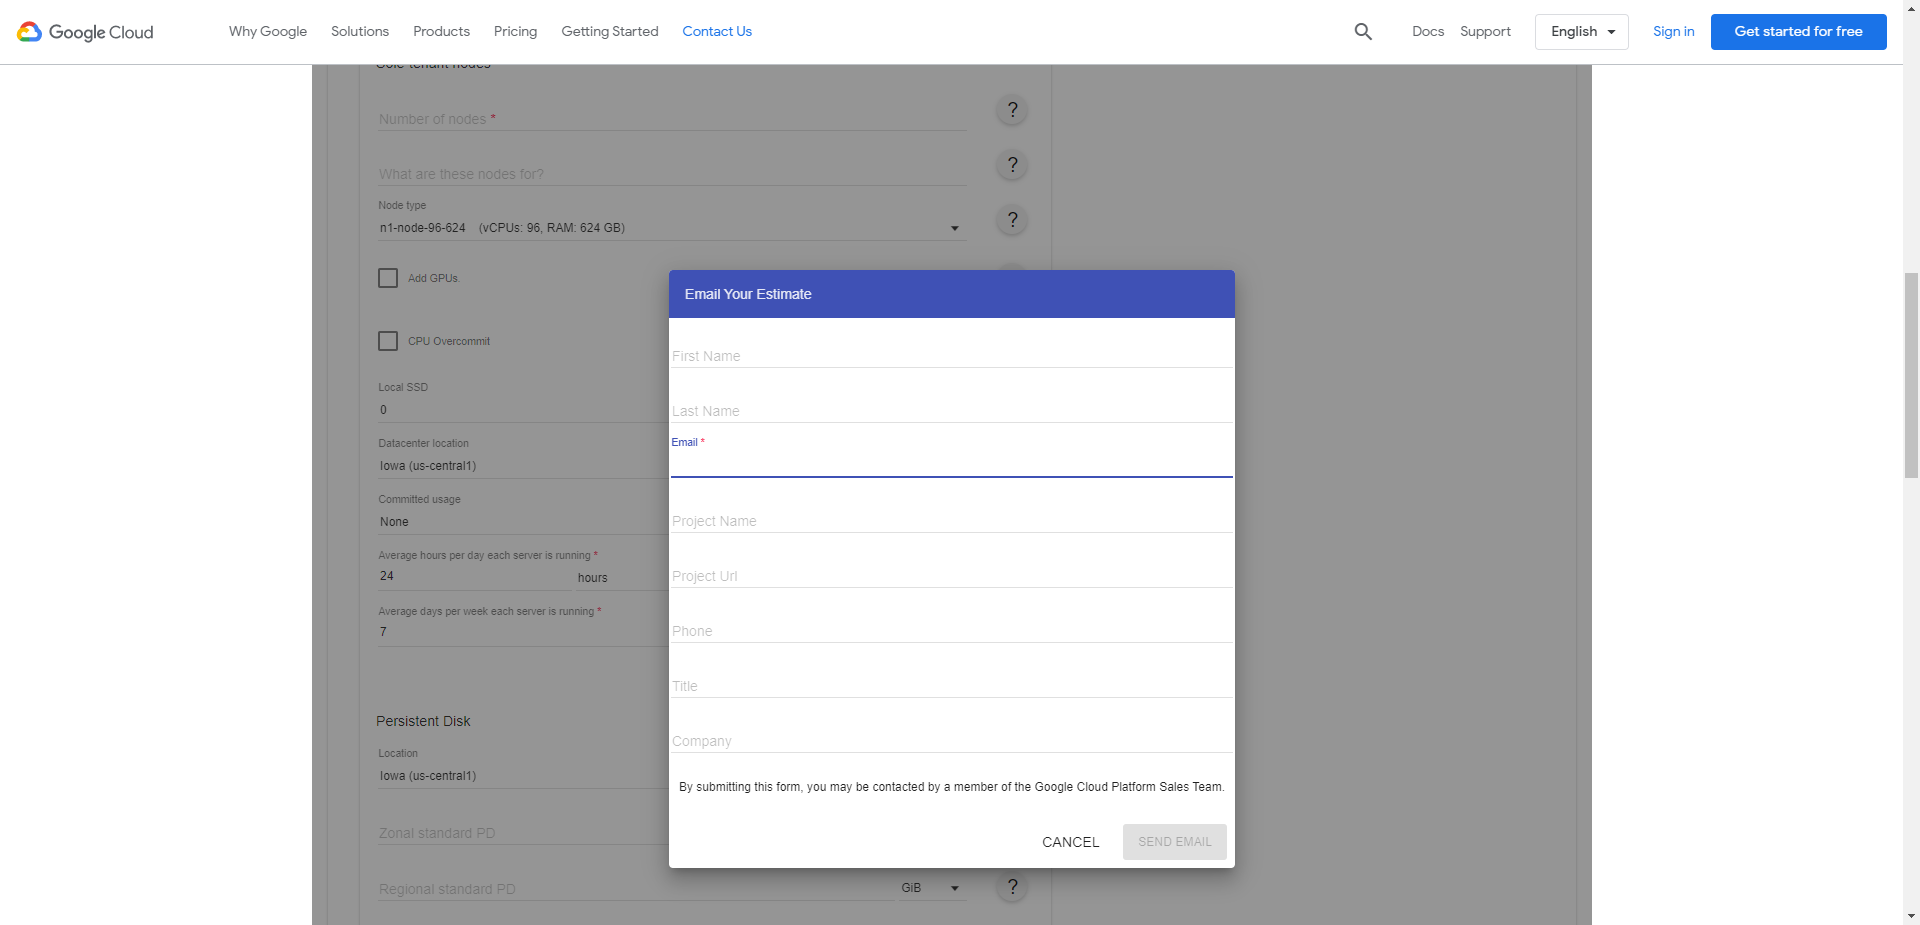 Google Cloud
Why Google
Solutions
Products
Pricing
Getting Started
Contact Us
Docs
Support
English
Sign in
Get started for free
Sole-tenant nodes
Number of nodes *
?
What are these nodes for?
?
Node type
n1-node-96-624 (vCPUs: 96, RAM: 624 GB)
?
Add GPUs.
CPU Overcommit
Local SSD
0
Datacenter location
Iowa (us-central1)
Committed usage
None
Average hours per day each server is running *
24
hours
Average days per week each server is running *
7
Persistent Disk
Location
Iowa (us-central1)
Zonal standard PD
Regional standard PD
GiB
?
Email Your Estimate
First Name
Last Name
Email *
Project Name
Project Url
Phone
Title
Company
By submitting this form, you may be contacted by a member of the Google Cloud Platform Sales Team.
CANCEL
SEND EMAIL